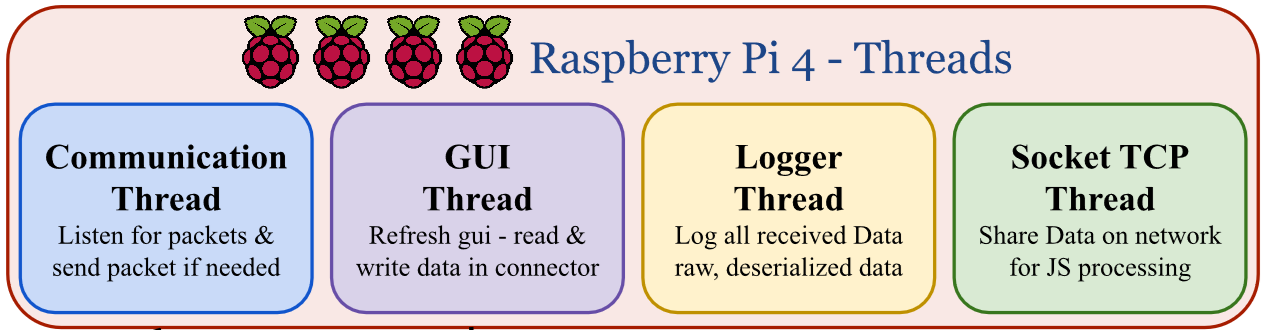 Raspberry Pi 4 - Threads
Communication
Thread
Listen for packets &
send packet if needed
GUI
Thread
Refresh gui - read &
write data in connector
Logger
Thread
Log all received Data
raw, deserialized data
Socket TCP
Thread
Share Data on network
for JS processing